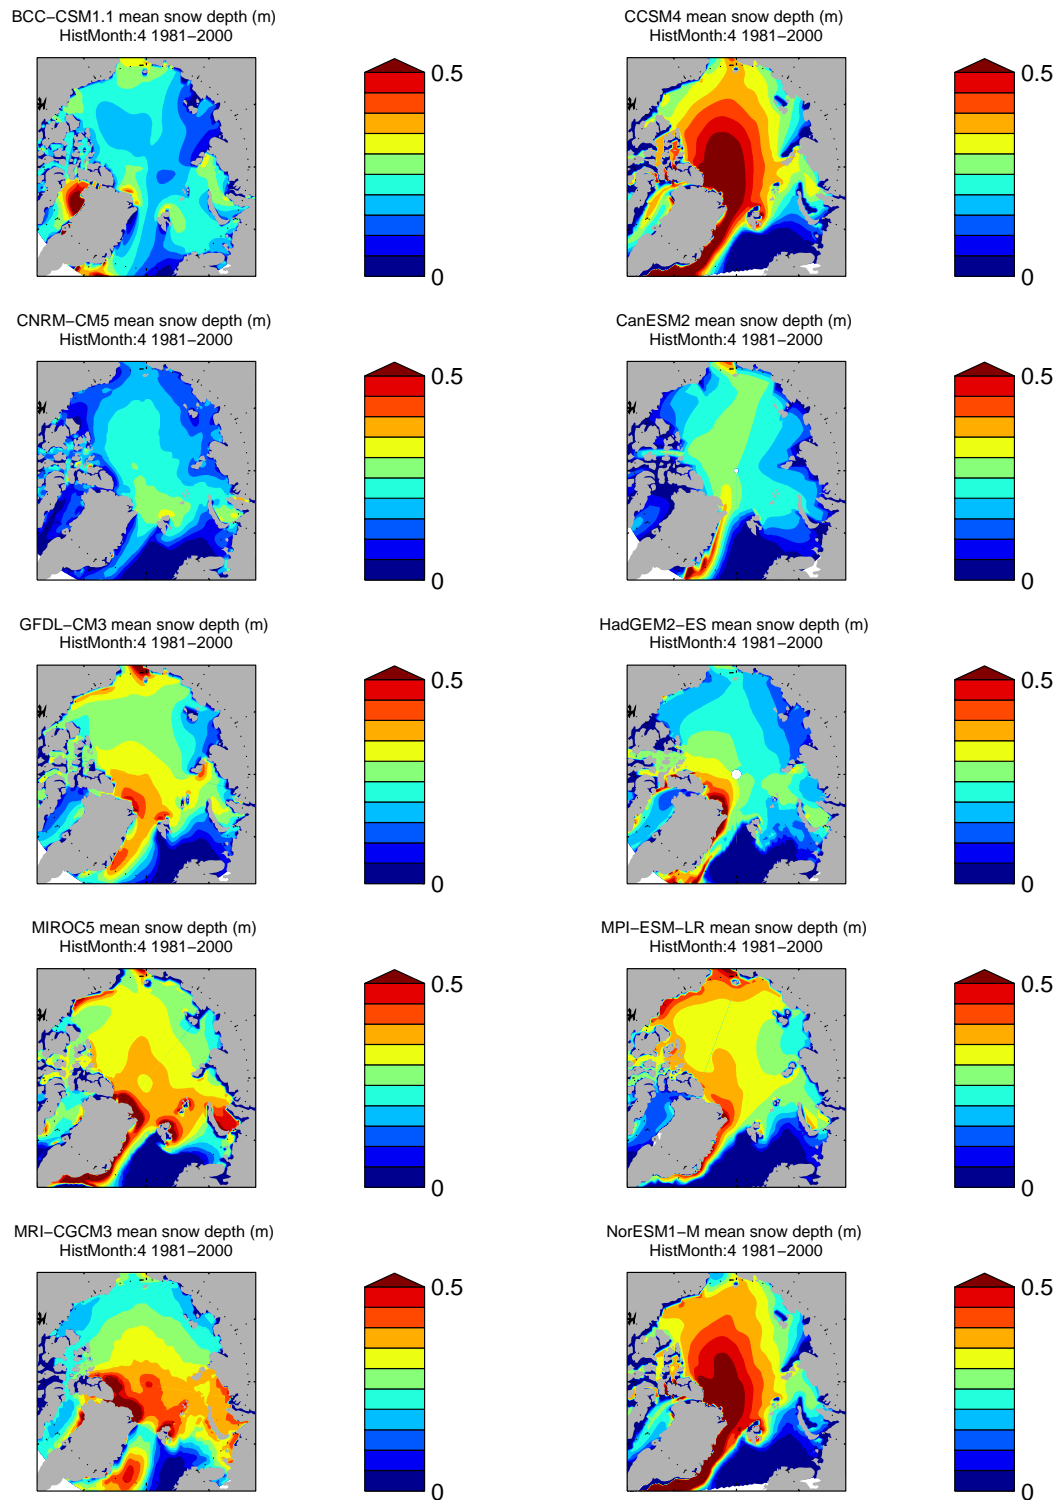 BCC−CSM1.1 mean snow depth (m)
HistMonth:4 1981−2000
0.5
0
CCSM4 mean snow depth (m)
HistMonth:4 1981−2000
0.5
0
CNRM−CM5 mean snow depth (m)
HistMonth:4 1981−2000
0.5
0
CanESM2 mean snow depth (m)
HistMonth:4 1981−2000
0.5
0
GFDL−CM3 mean snow depth (m)
HistMonth:4 1981−2000
0.5
0
HadGEM2−ES mean snow depth (m)
HistMonth:4 1981−2000
0.5
0
MIROC5 mean snow depth (m)
HistMonth:4 1981−2000
0.5
0
MPI−ESM−LR mean snow depth (m)
HistMonth:4 1981−2000
0.5
0
MRI−CGCM3 mean snow depth (m)
HistMonth:4 1981−2000
0.5
0
NorESM1−M mean snow depth (m)
HistMonth:4 1981−2000
0.5
0